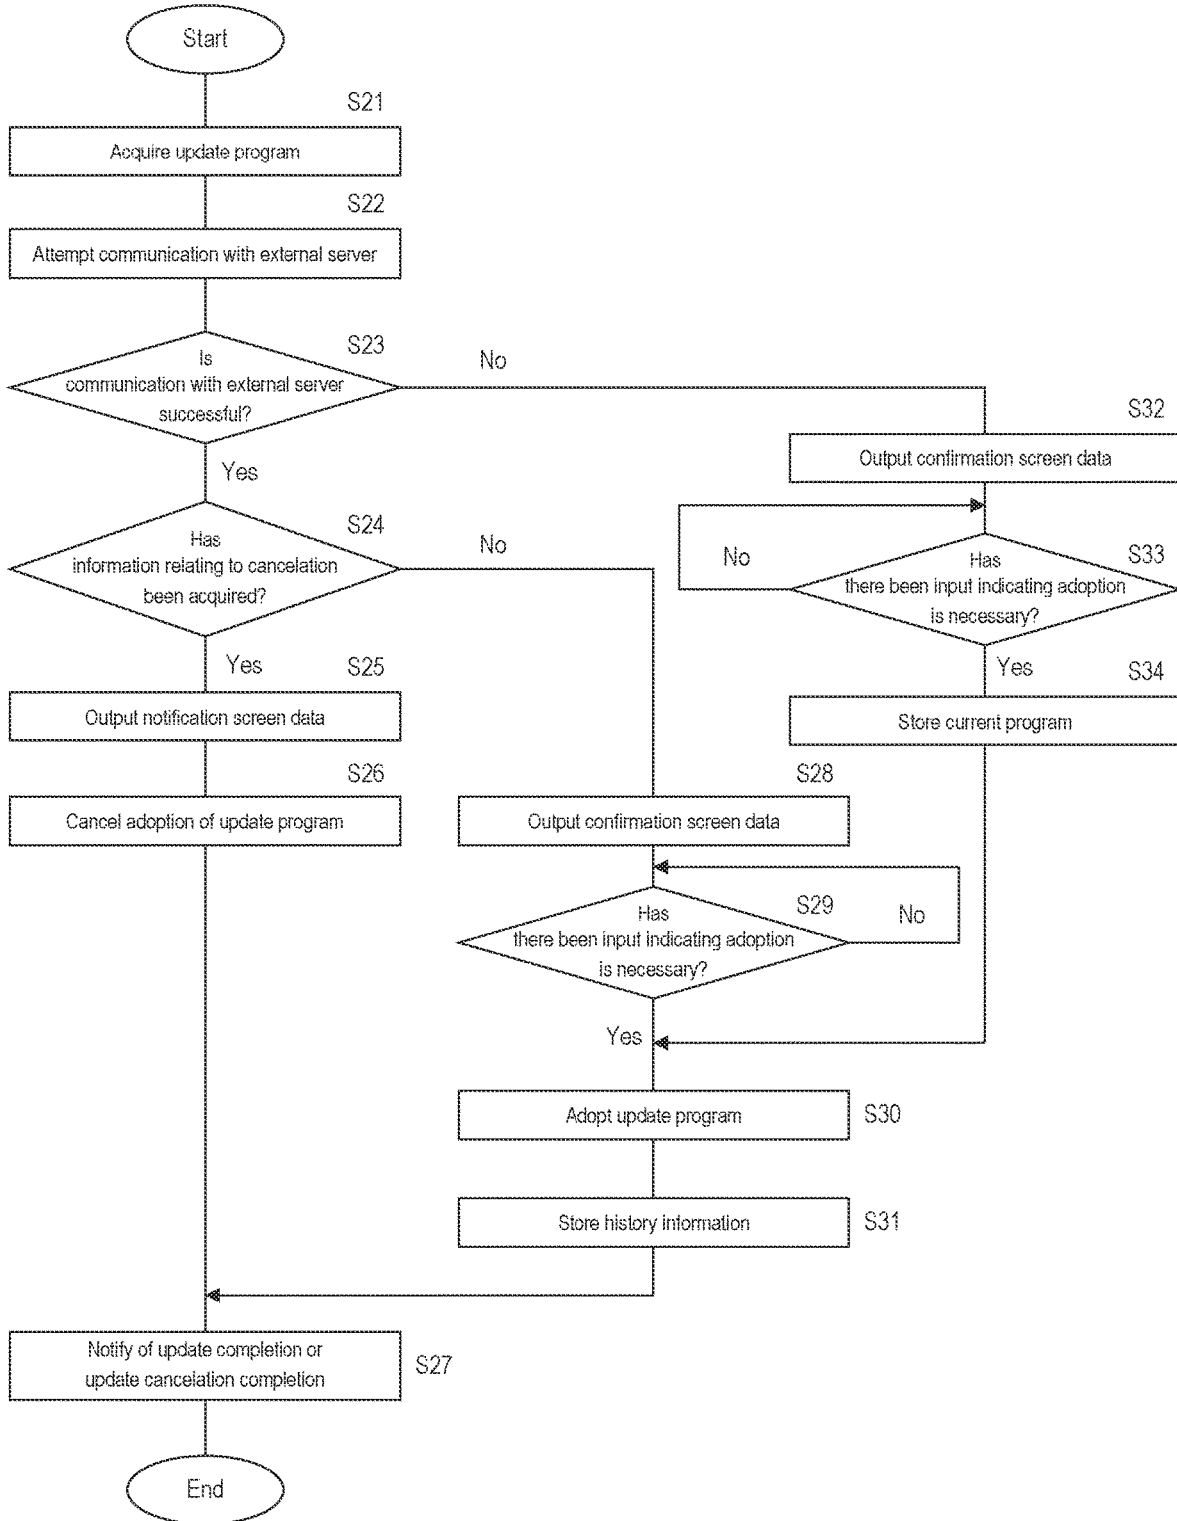 Start
S21
Acquire update program
S22
Attempt communication with external server
S23
Is
communication with external server
successful?
No
Yes
S32
Output confirmation screen data
S24
Has
information relating to cancelation
been acquired?
No
Yes
S33
Has
there been input indicating adoption
is necessary?
No
Yes
S25
Output notification screen data
S34
Store current program
S26
Cancel adoption of update program
S28
Output confirmation screen data
S29
Has
there been input indicating adoption
is necessary?
No
Yes
Adopt update program
S30
Store history information
S31
Notify of update completion or
update cancelation completion
S27
End